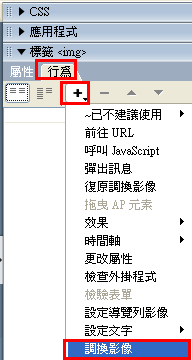 CSS
應用程式
標籤 <img>
屬性 行為
~已不建議使用
前往 URL
呼叫 JavaScript
彈出訊息
復原調換影像
拖曳 AP 元素
效果
時間軸
更改屬性
檢查外掛程式
檢驗表單
設定導覽列影像
設定文字
調換影像